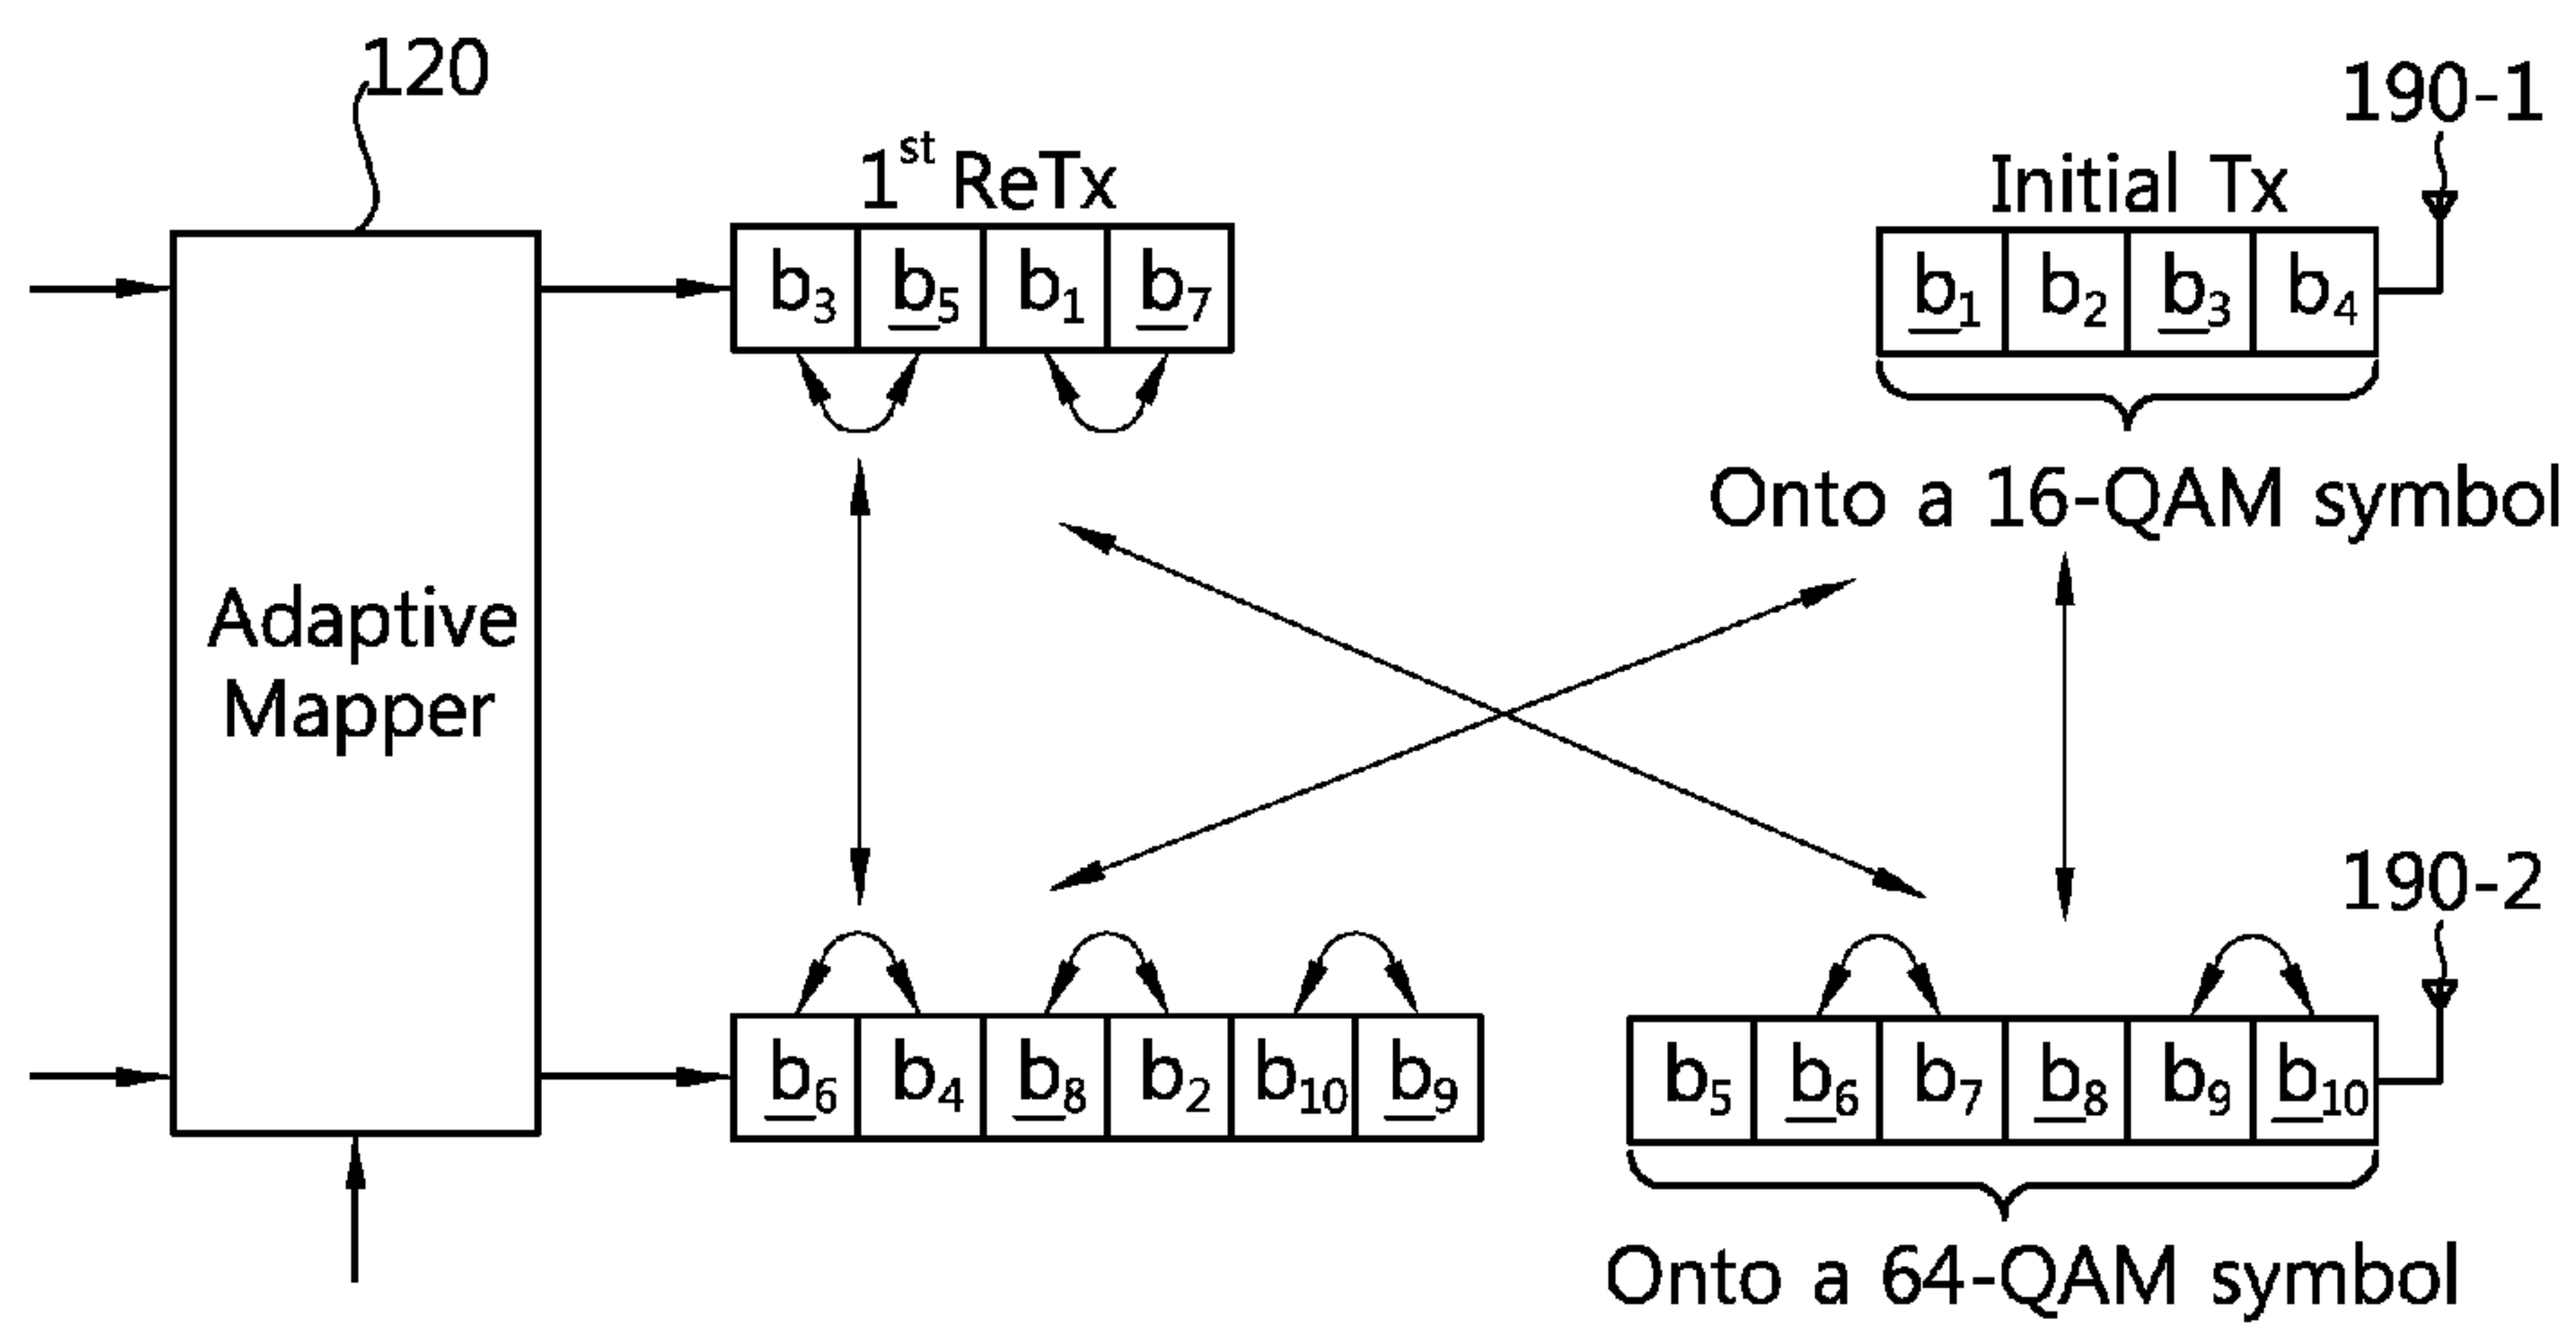 120
190-1
1st ReTx
Initial Tx
b3 b5 b1 b7
b1 b2 b3 b4
Onto a 16-QAM symbol
Adaptive
Mapper
190-2
b6 b4 b8 b2 b10 b9
b5 b6 b7 b8 b9 b10
Onto a 64-QAM symbol